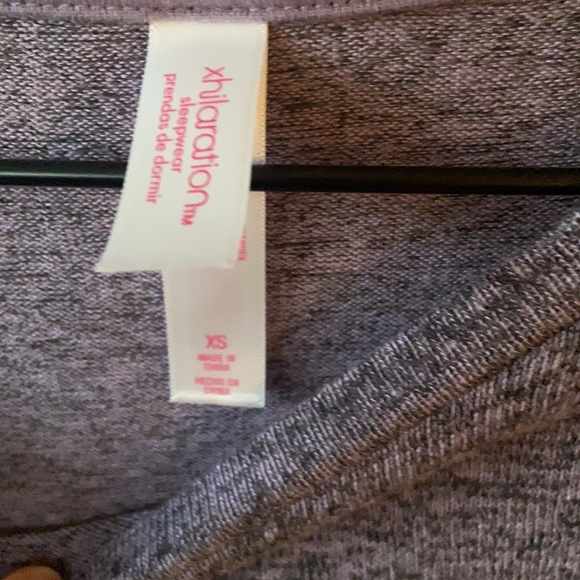 xhilaration™
sleepwear
prendas de dormir
XS
MADE IN
CHINA
HECHO EN
CHINA